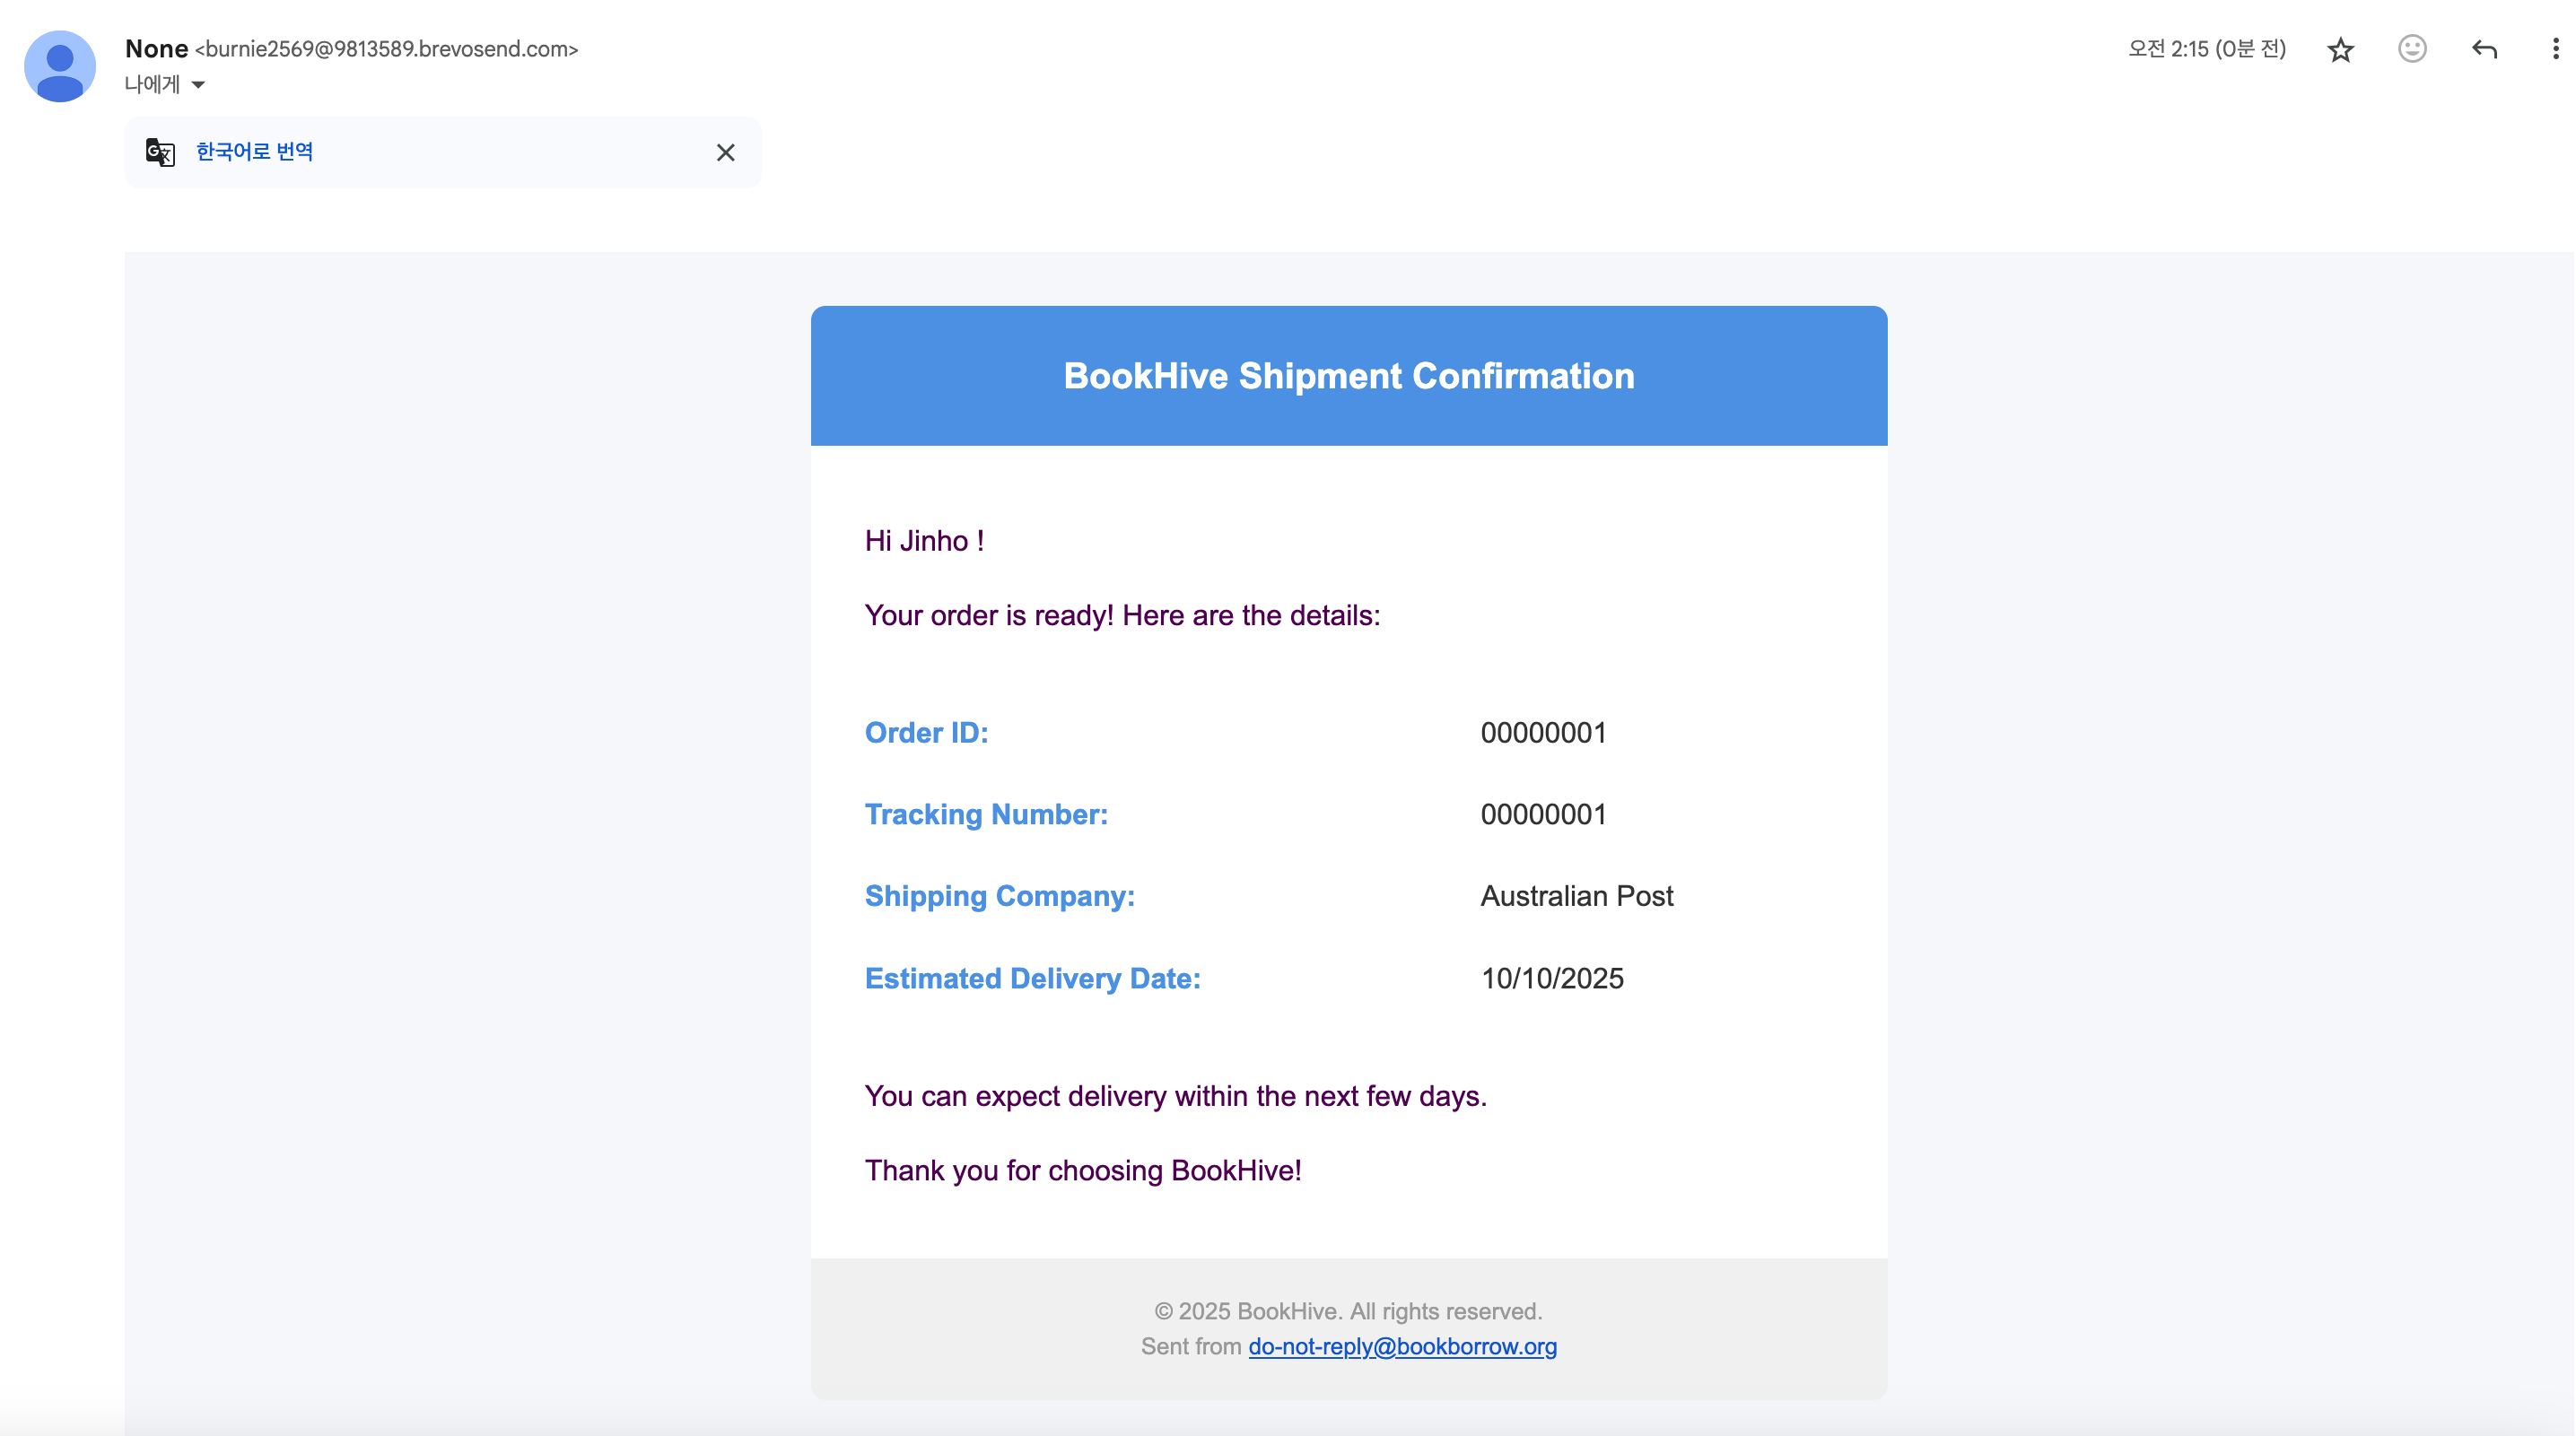 None <burnie2569@9813589.brevosend.com>
오전 2:15 (0분 전)
나에게
한국어로 번역
BookHive Shipment Confirmation
Hi Jinho !
Your order is ready! Here are the details:
Order ID: 00000001
Tracking Number: 00000001
Shipping Company: Australian Post
Estimated Delivery Date: 10/10/2025
You can expect delivery within the next few days.
Thank you for choosing BookHive!
© 2025 BookHive. All rights reserved.
Sent from do-not-reply@bookborrow.org